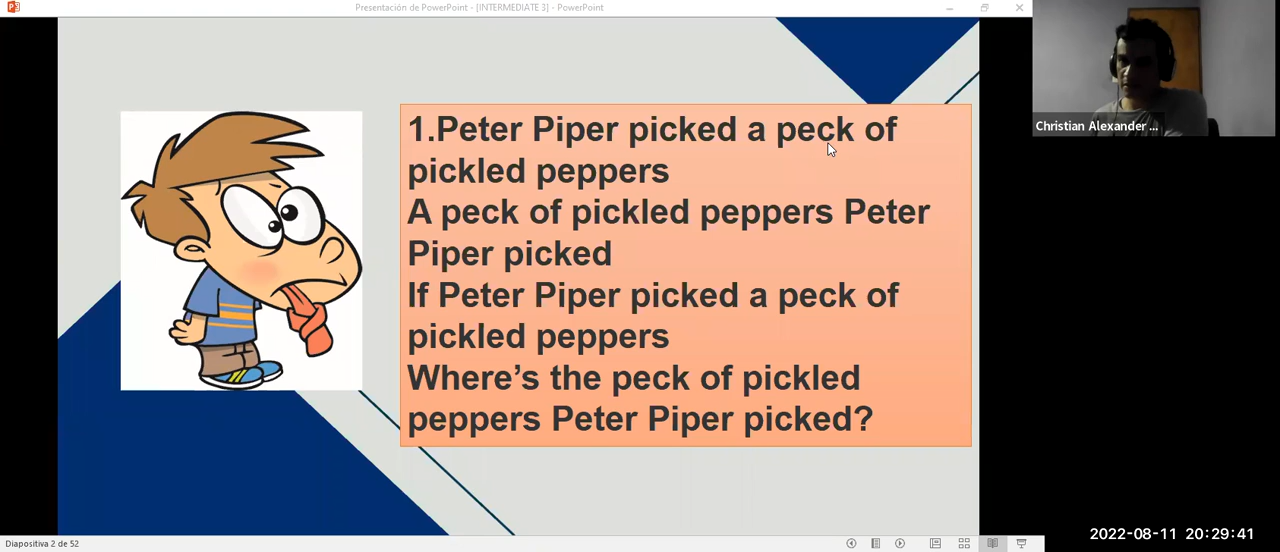 Presentación de PowerPoint - [INTERMEDIATE 3] - PowerPoint
1.Peter Piper picked a peck of
pickled peppers
A peck of pickled peppers Peter
Piper picked
If Peter Piper picked a peck of
pickled peppers
Where’s the peck of pickled
peppers Peter Piper picked?
Christian Alexander ...
Diapositiva 2 de 52
2022-08-11 20:29:41